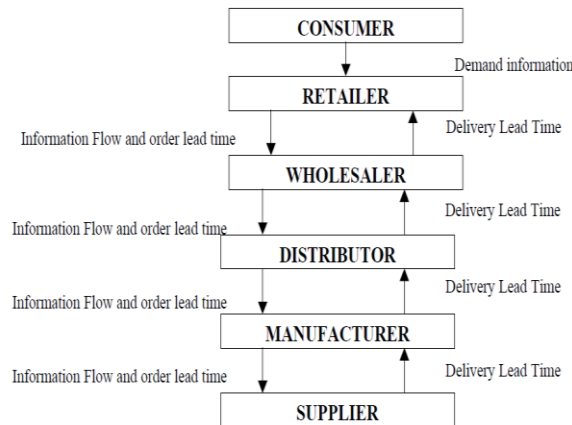 CONSUMER
Demand information
RETAILER
Information Flow and order lead time
Delivery Lead Time
WHOLESALER
Delivery Lead Time
Information Flow and order lead time
DISTRIBUTOR
Information Flow and order lead time
Delivery Lead Time
MANUFACTURER
Information Flow and order lead time
Delivery Lead Time
SUPPLIER